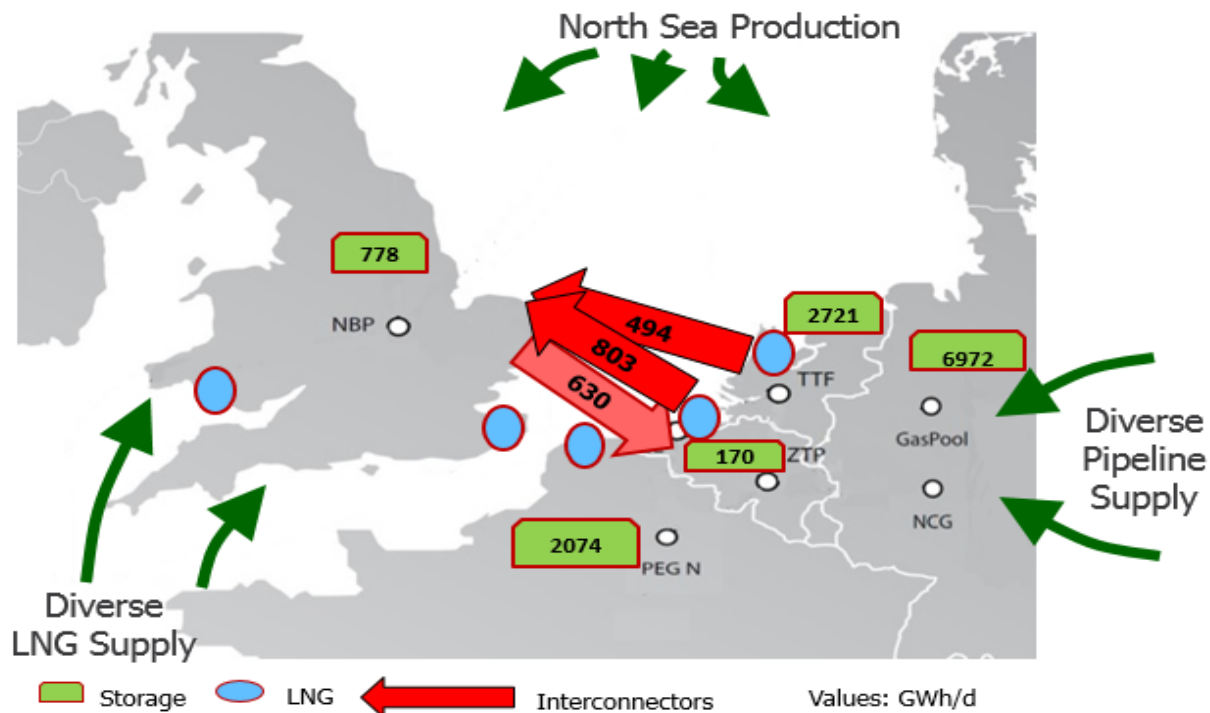 North Sea Production
778
NBP
494
803
630
2721
6972
TTF
GasPool
Diverse
Pipeline
Supply
170
ZTP
NCG
2074
PEG N
Diverse
LNG Supply
Storage
LNG
Interconnectors
Values: GWh/d